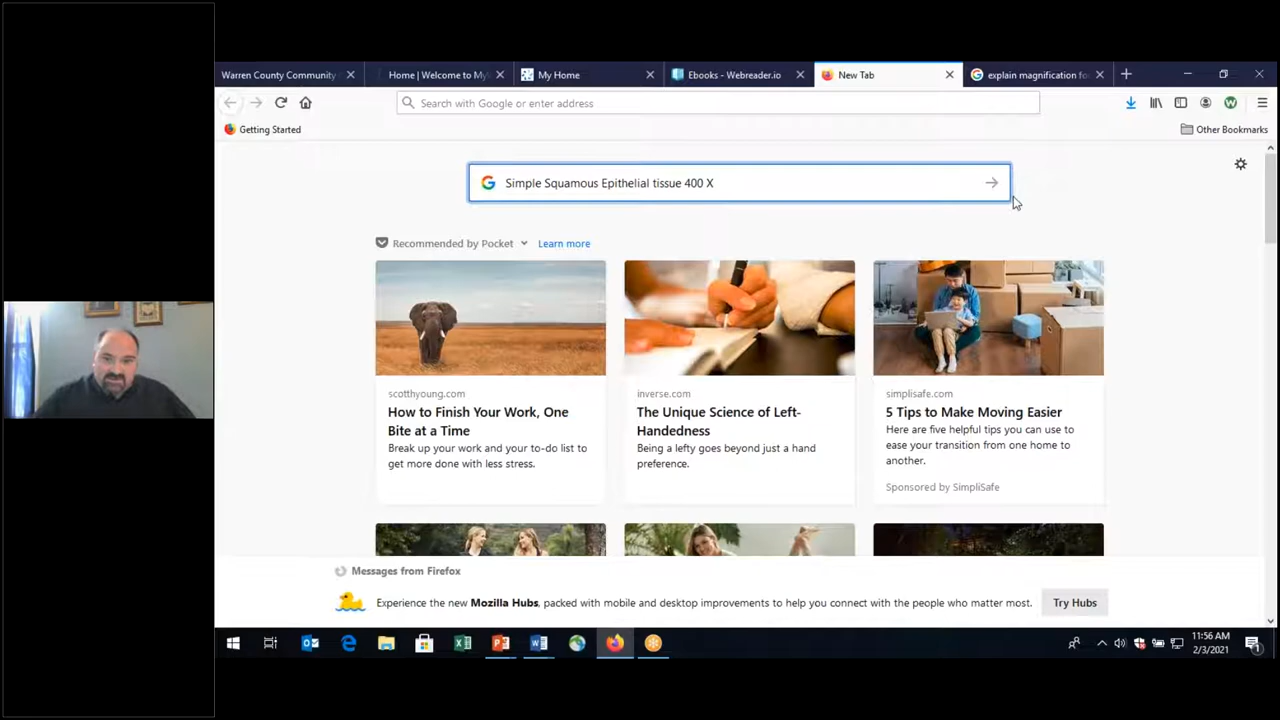 Warren County Community
Home | Welcome to My
My Home
Ebooks - Webreader.io
New Tab
explain magnification fo
Search with Google or enter address
Getting Started
Other Bookmarks
Simple Squamous Epithelial tissue 400 X
Recommended by Pocket
Learn more
scotthyoung.com
How to Finish Your Work, One
Bite at a Time
Break up your work and your to-do list to
get more done with less stress.
inverse.com
The Unique Science of Left-
Handedness
Being a lefty goes beyond just a hand
preference.
simplisafe.com
5 Tips to Make Moving Easier
Here are five helpful tips you can use to
ease your transition from one home to
another.
Sponsored by SimpliSafe
Messages from Firefox
Experience the new Mozilla Hubs, packed with mobile and desktop improvements to help you connect with the people who matter most.
Try Hubs
11:56 AM
2/3/2021